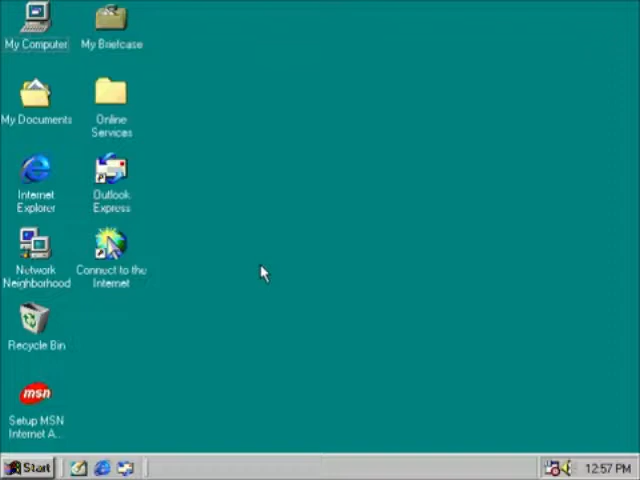 My Computer
My Briefcase
My Documents
Online
Services
Internet
Explorer
Outlook
Express
Network
Neighborhood
Connect to the
Internet
Recycle Bin
msn
Setup MSN
Internet A...
Start
12:57 PM